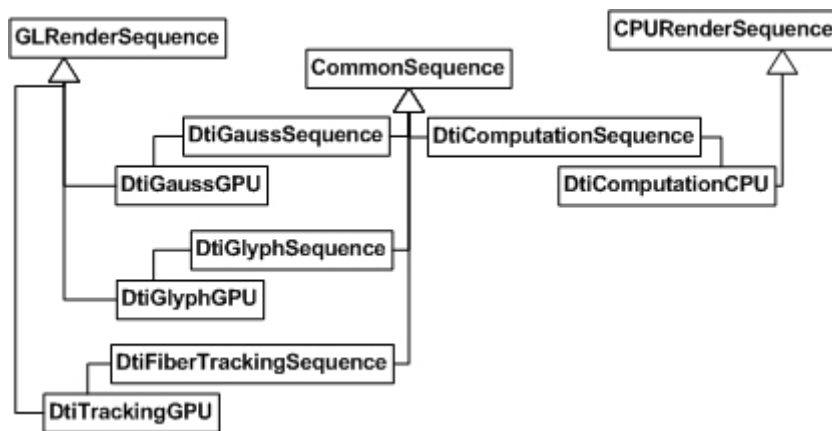 GLRenderSequence
CPURenderSequence
CommonSequence
DtiGaussSequence
DtiComputationSequence
DtiGaussGPU
DtiComputationCPU
DtiGlyphSequence
DtiGlyphGPU
DtiFiberTrackingSequence
DtiTrackingGPU